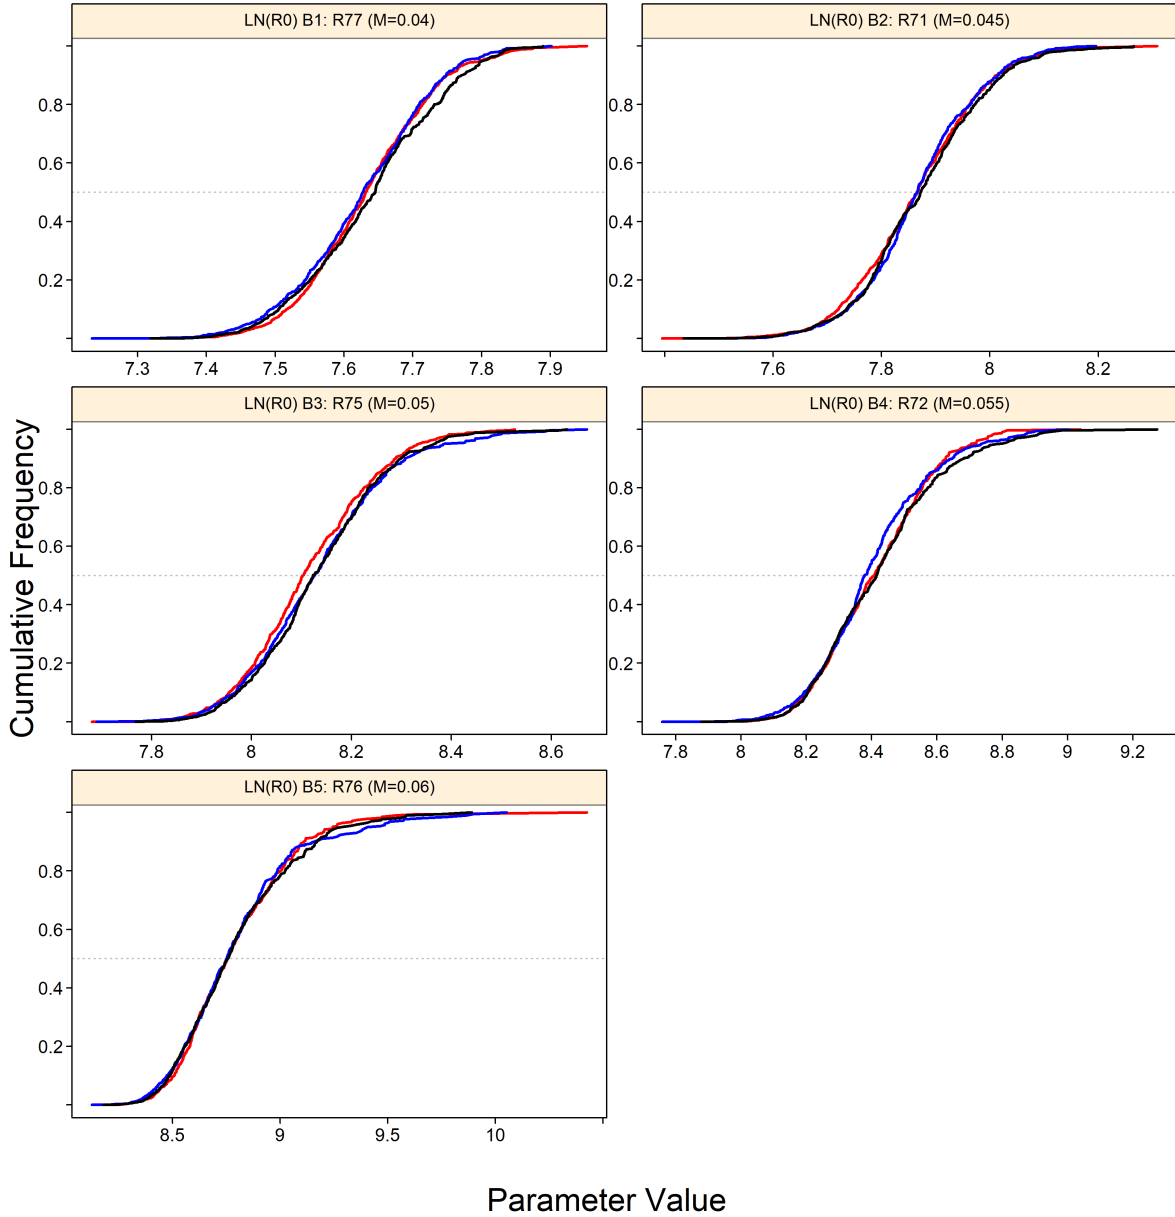 LN(R0) B1: R77 (M=0.04)
0.8
0.6
0.4
0.2
7.3 7.4 7.5 7.6 7.7 7.8 7.9
LN(R0) B2: R71 (M=0.045)
0.8
0.6
0.4
0.2
7.6 7.8 8 8.2
LN(R0) B3: R75 (M=0.05)
0.8
0.6
0.4
0.2
7.8 8 8.2 8.4 8.6
LN(R0) B4: R72 (M=0.055)
0.8
0.6
0.4
0.2
7.8 8 8.2 8.4 8.6 8.8 9 9.2
LN(R0) B5: R76 (M=0.06)
0.8
0.6
0.4
0.2
8.5 9 9.5 10
Cumulative Frequency
Parameter Value